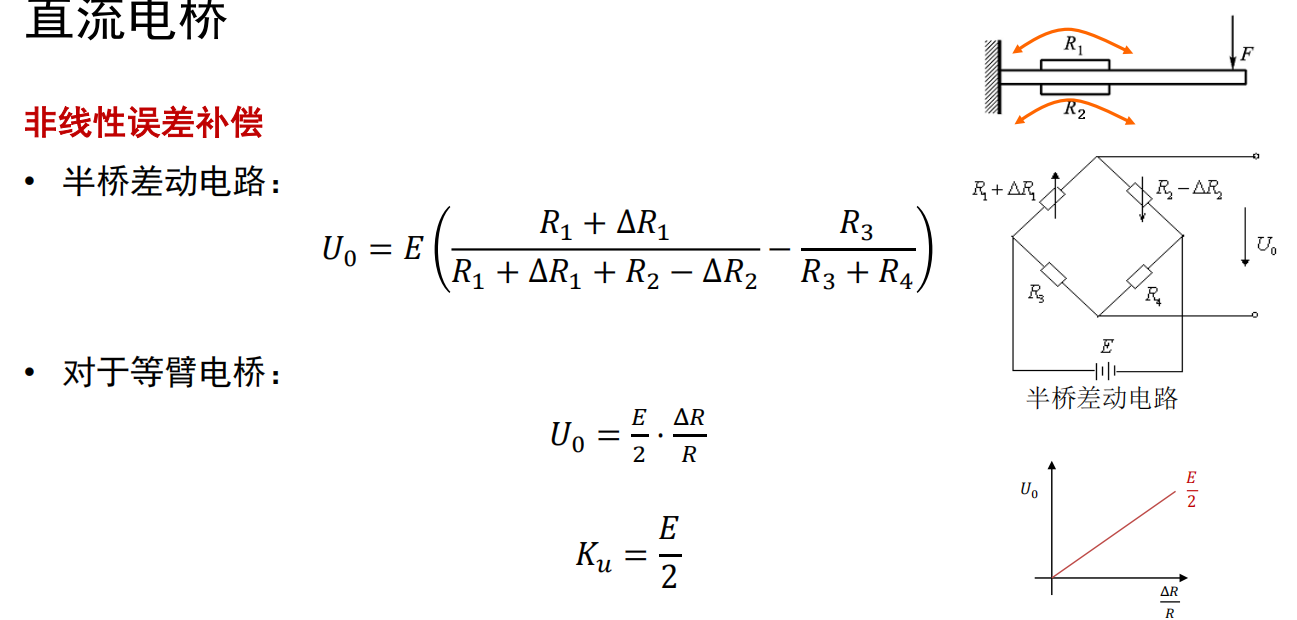 直流电桥
非线性误差补偿
• 半桥差动电路：
U₀ = E ( (R₁ + ΔR₁)/(R₁ + ΔR₁ + R₂ − ΔR₂) − R₃/(R₃ + R₄) )
• 对于等臂电桥：
U₀ = E/2 · ΔR/R
Kᵤ = E/2
R₁
F
R₂
R₁+ΔR₁
R₂−ΔR₂
U₀
R₃
R₄
E
半桥差动电路
U₀
E/2
ΔR/R